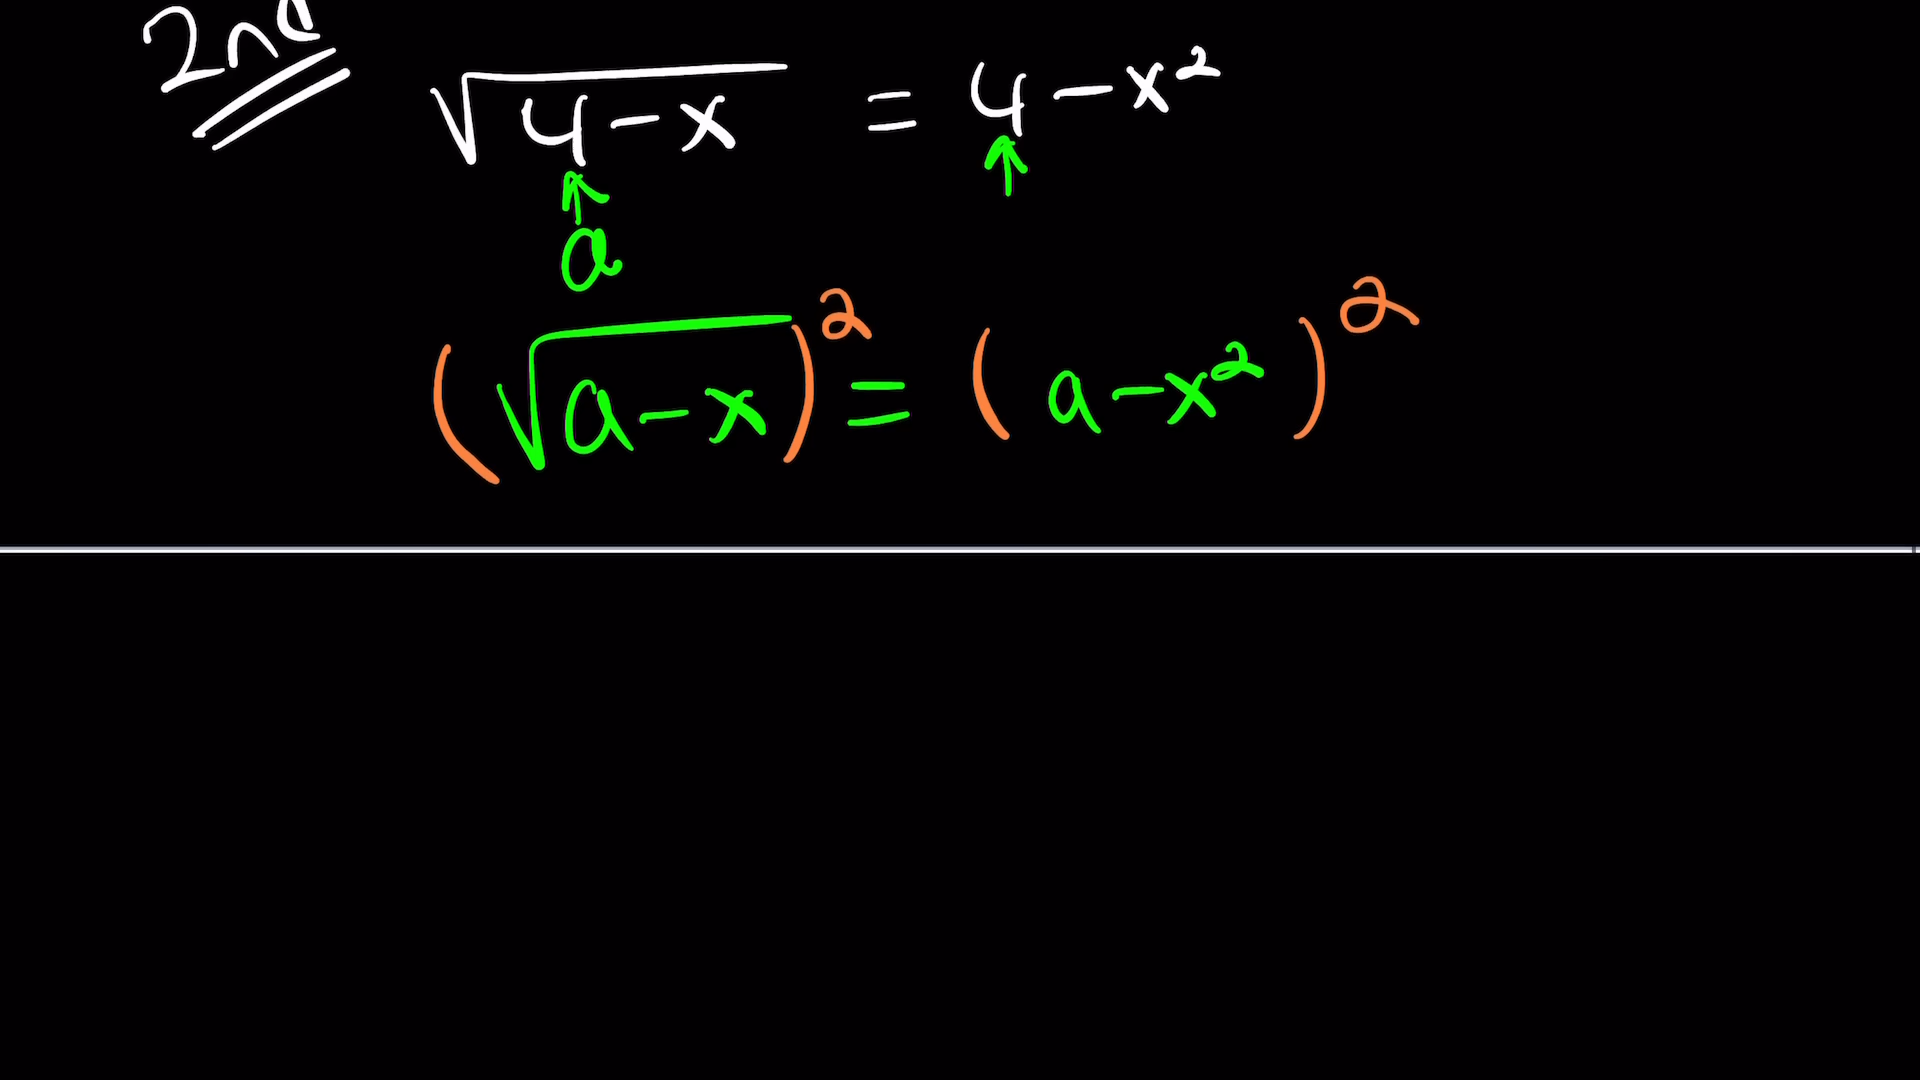 2nd
√(4-x) = 4-x²
↑ ↑
a
(√(a-x))² = (a-x²)²